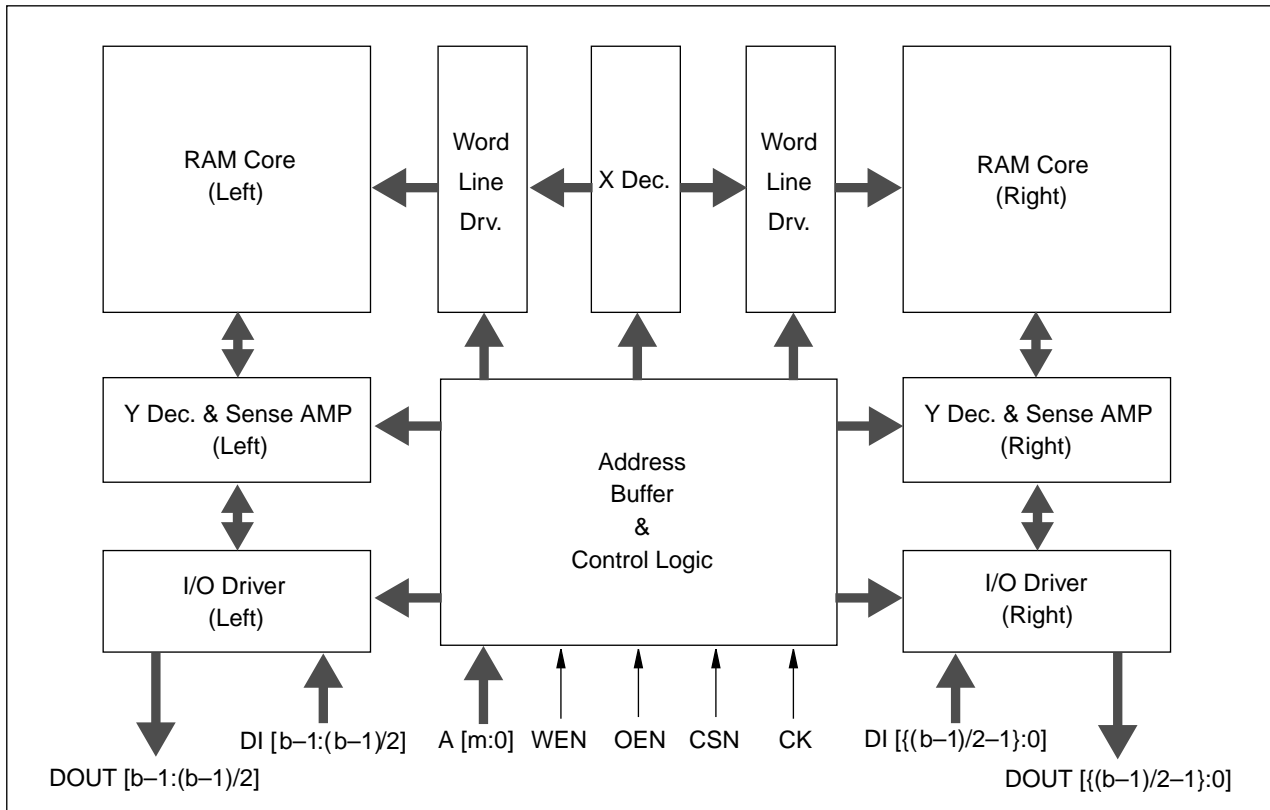 RAM Core
(Left)
Word
Line
Drv.
X Dec.
Word
Line
Drv.
RAM Core
(Right)
Y Dec. & Sense AMP
(Left)
Address
Buffer
&
Control Logic
Y Dec. & Sense AMP
(Right)
I/O Driver
(Left)
I/O Driver
(Right)
DI [b–1:(b–1)/2]
A [m:0]
WEN
OEN
CSN
CK
DI [{(b–1)/2–1}:0]
DOUT [b–1:(b–1)/2]
DOUT [{(b–1)/2–1}:0]